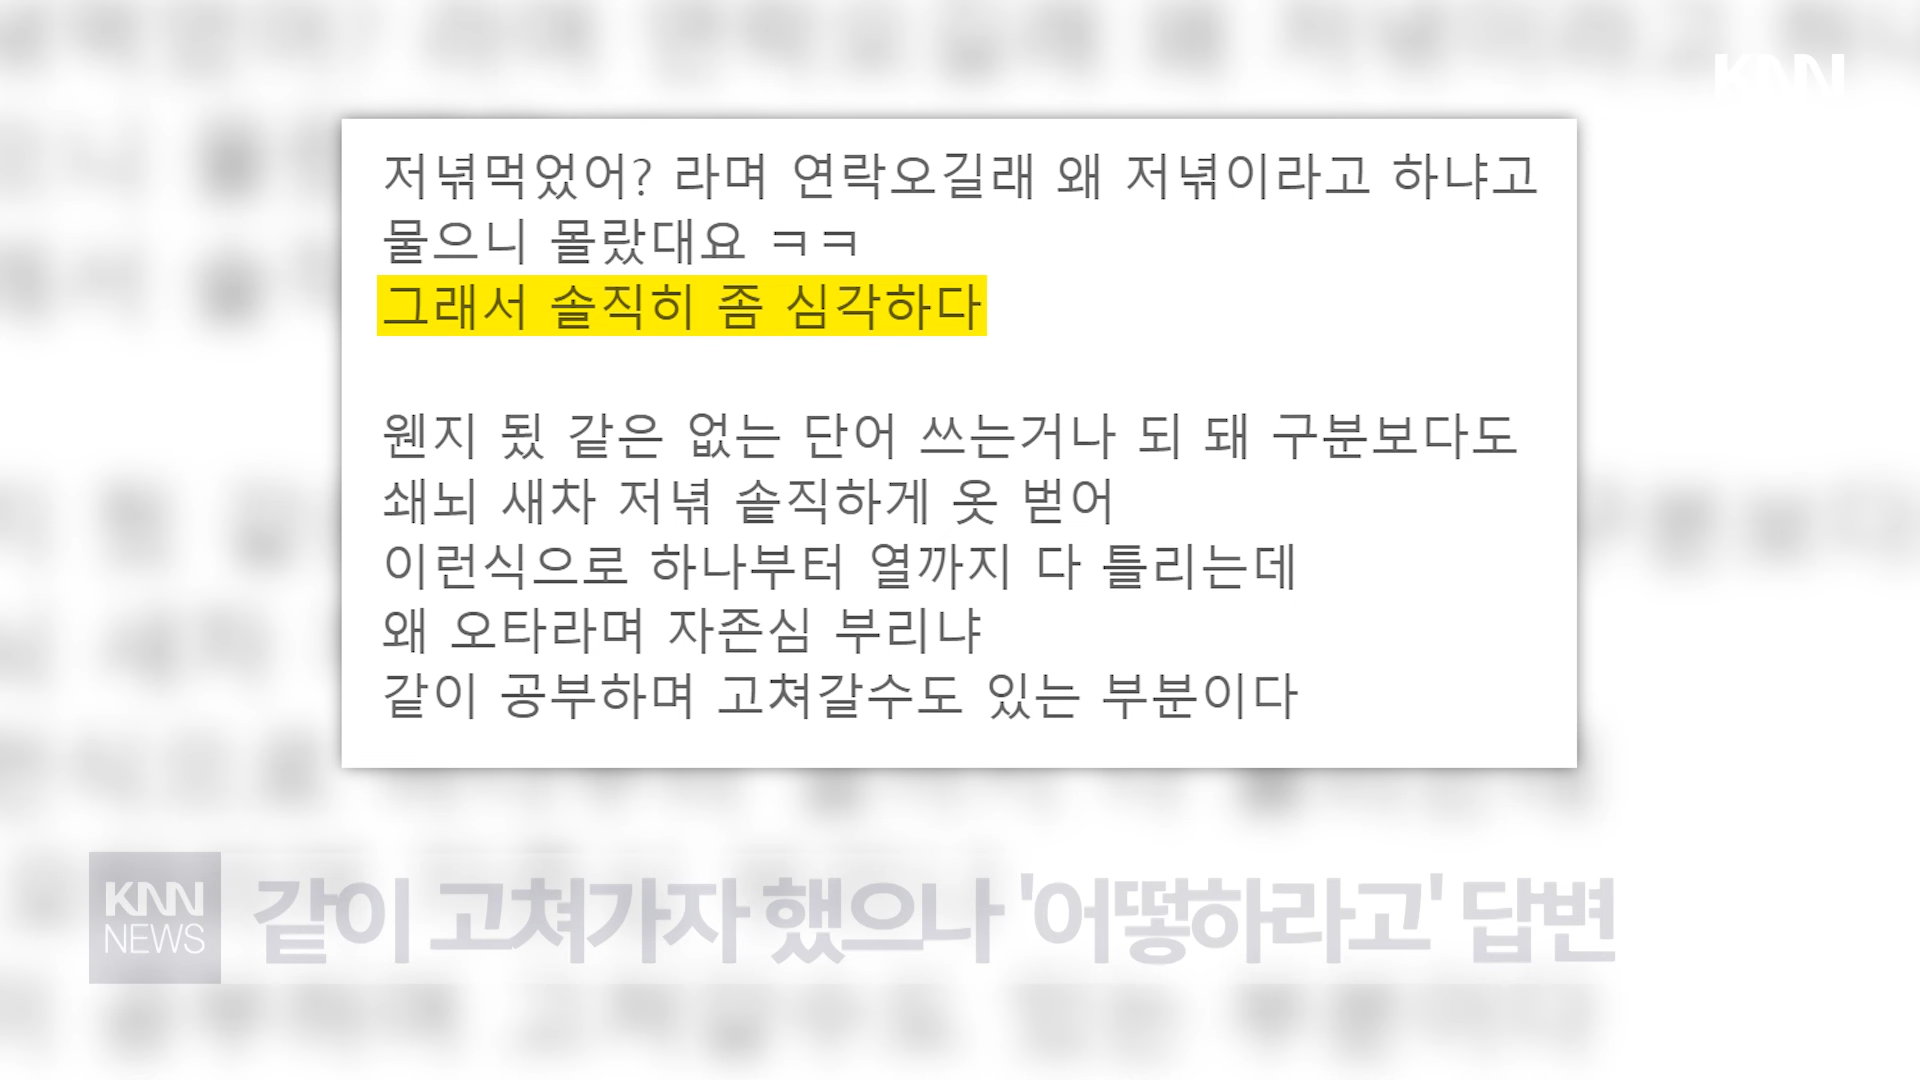 KNN
저녂먹었어? 라며 연락오길래 왜 저녂이라고 하냐고
물으니 몰랐대요 ㅋㅋ
그래서 솔직히 좀 심각하다
웬지 됬 같은 없는 단어 쓰는거나 되 돼 구분보다도
쇄뇌 새차 저녂 솥직하게 옷 벋어
이런식으로 하나부터 열까지 다 틀리는데
왜 오타라며 자존심 부리냐
같이 공부하며 고쳐갈수도 있는 부분이다
KNN NEWS
같이 고쳐가자 했으나 '어떻하라고' 답변